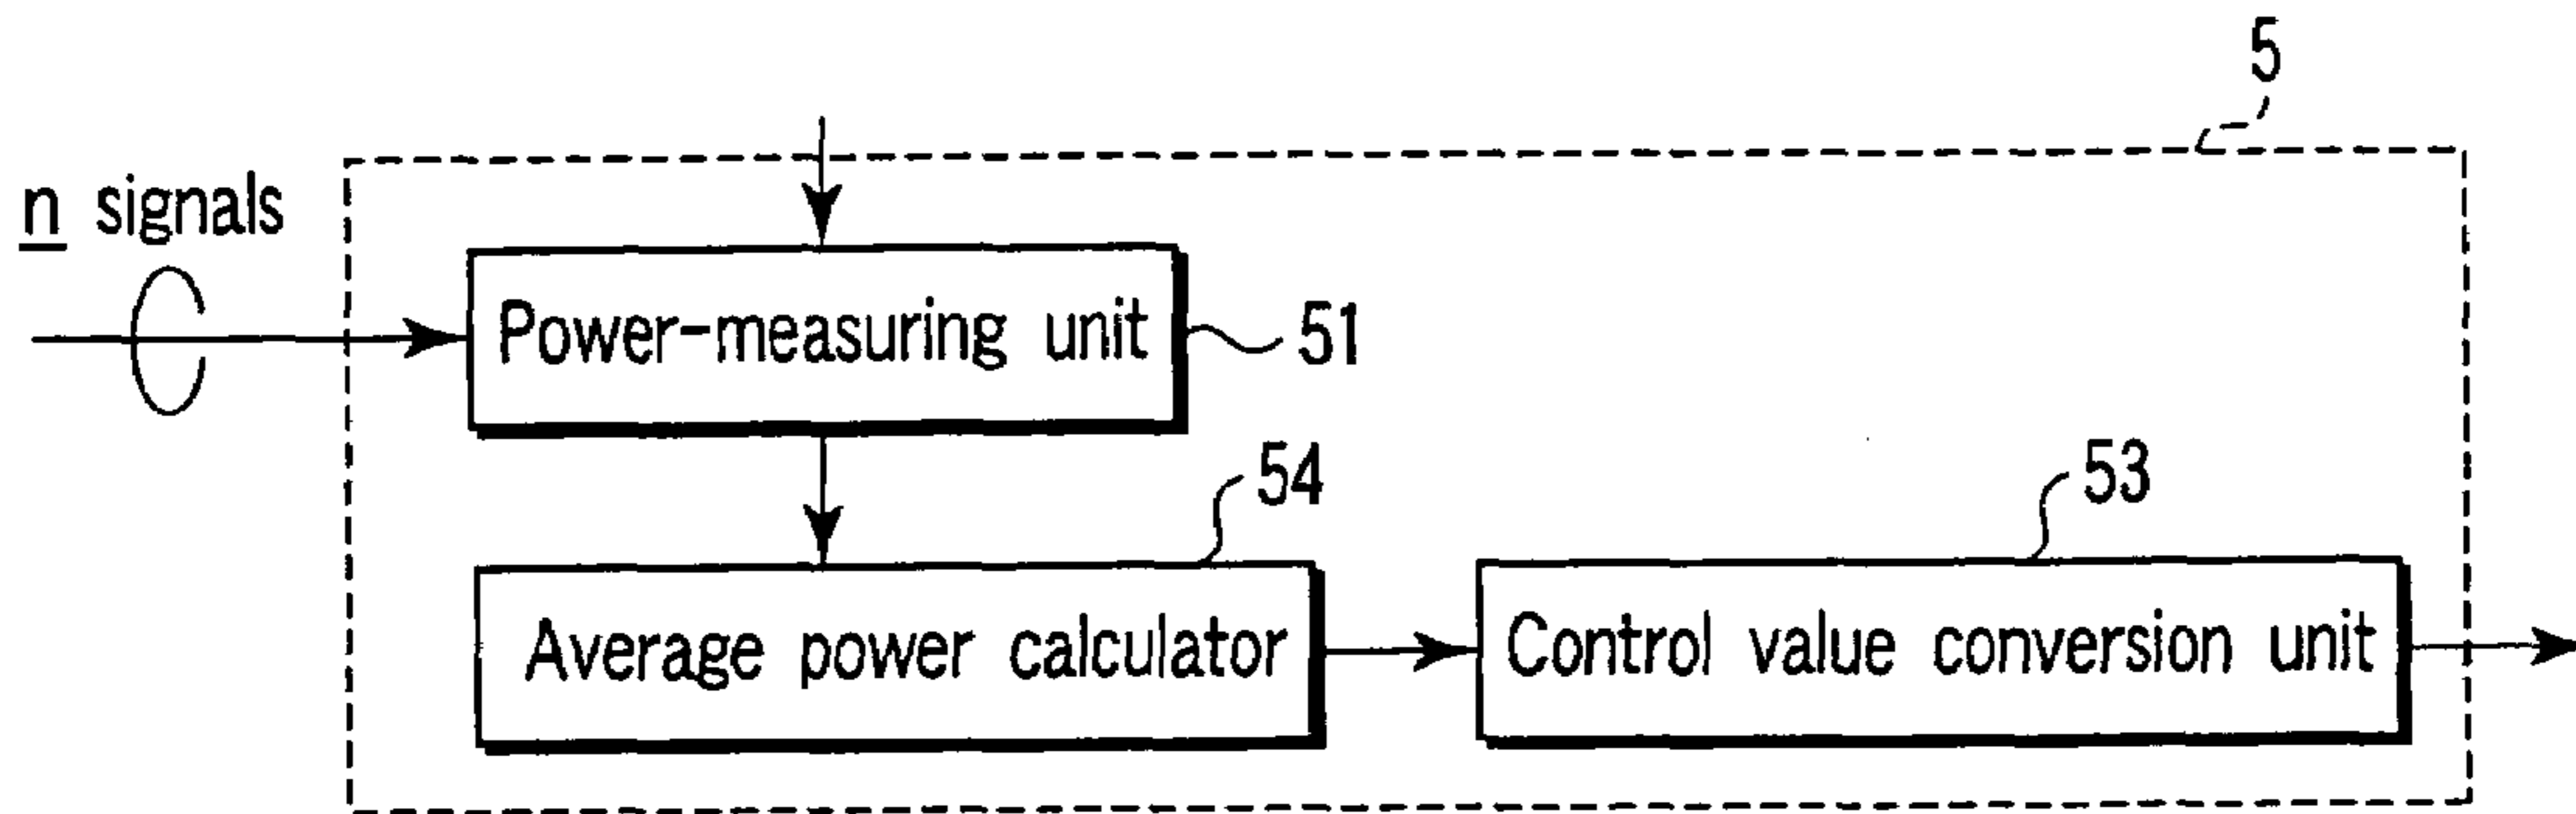 5
n signals
Power-measuring unit
51
54
53
Average power calculator
Control value conversion unit